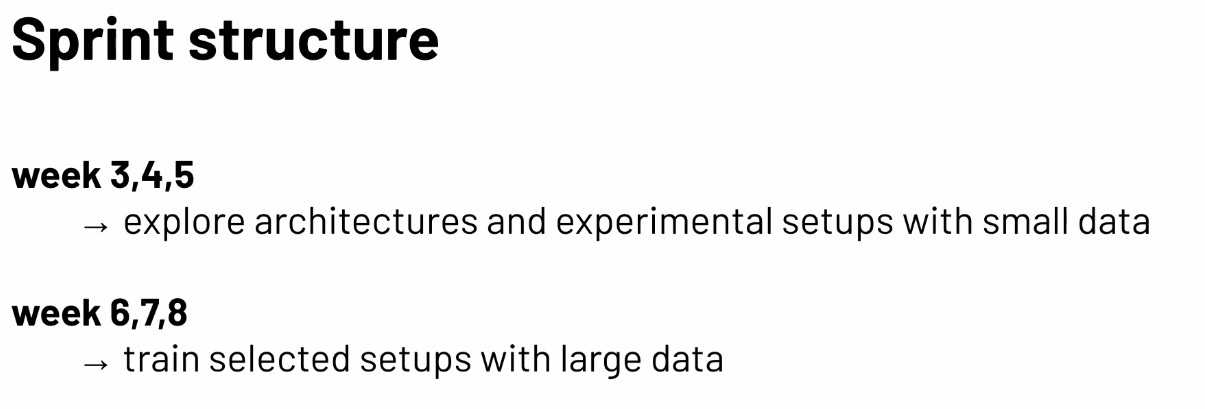 Sprint structure
week 3,4,5
→ explore architectures and experimental setups with small data
week 6,7,8
→ train selected setups with large data